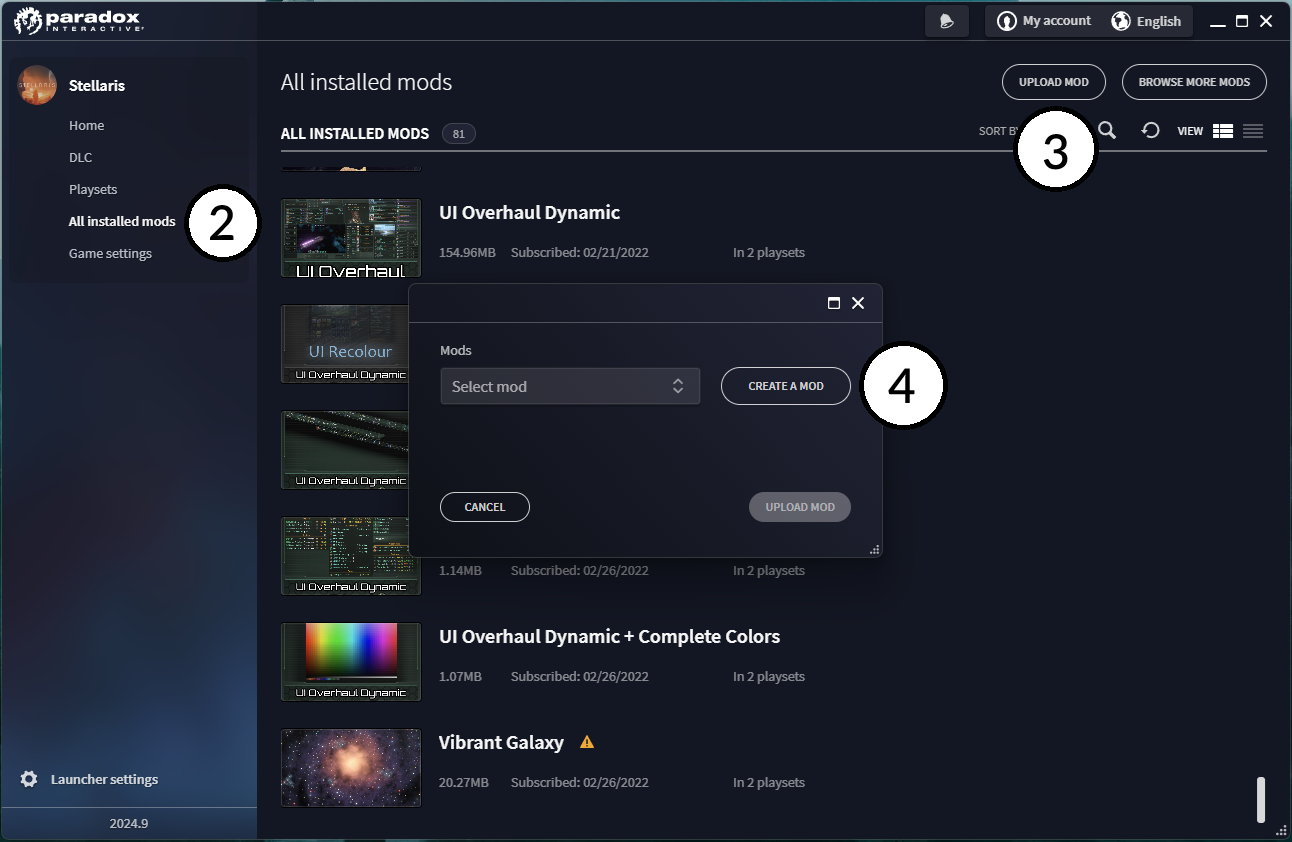 paradox
INTERACTIVE
My account
English
STELLARIS
Stellaris
Home
DLC
Playsets
All installed mods
2
Game settings
Launcher settings
2024.9
All installed mods
UPLOAD MOD
BROWSE MORE MODS
ALL INSTALLED MODS 81
SORT BY
3
VIEW
UI Overhaul
UI Overhaul Dynamic
154.96MB Subscribed: 02/21/2022 In 2 playsets
UI Recolour
UI Overhaul Dynamic
Mods
Select mod
CREATE A MOD
4
CANCEL
UPLOAD MOD
UI Overhaul Dynamic
UI Overhaul Dynamic
1.14MB Subscribed: 02/26/2022 In 2 playsets
UI Overhaul Dynamic
UI Overhaul Dynamic + Complete Colors
1.07MB Subscribed: 02/26/2022 In 2 playsets
Vibrant Galaxy
20.27MB Subscribed: 02/26/2022 In 2 playsets